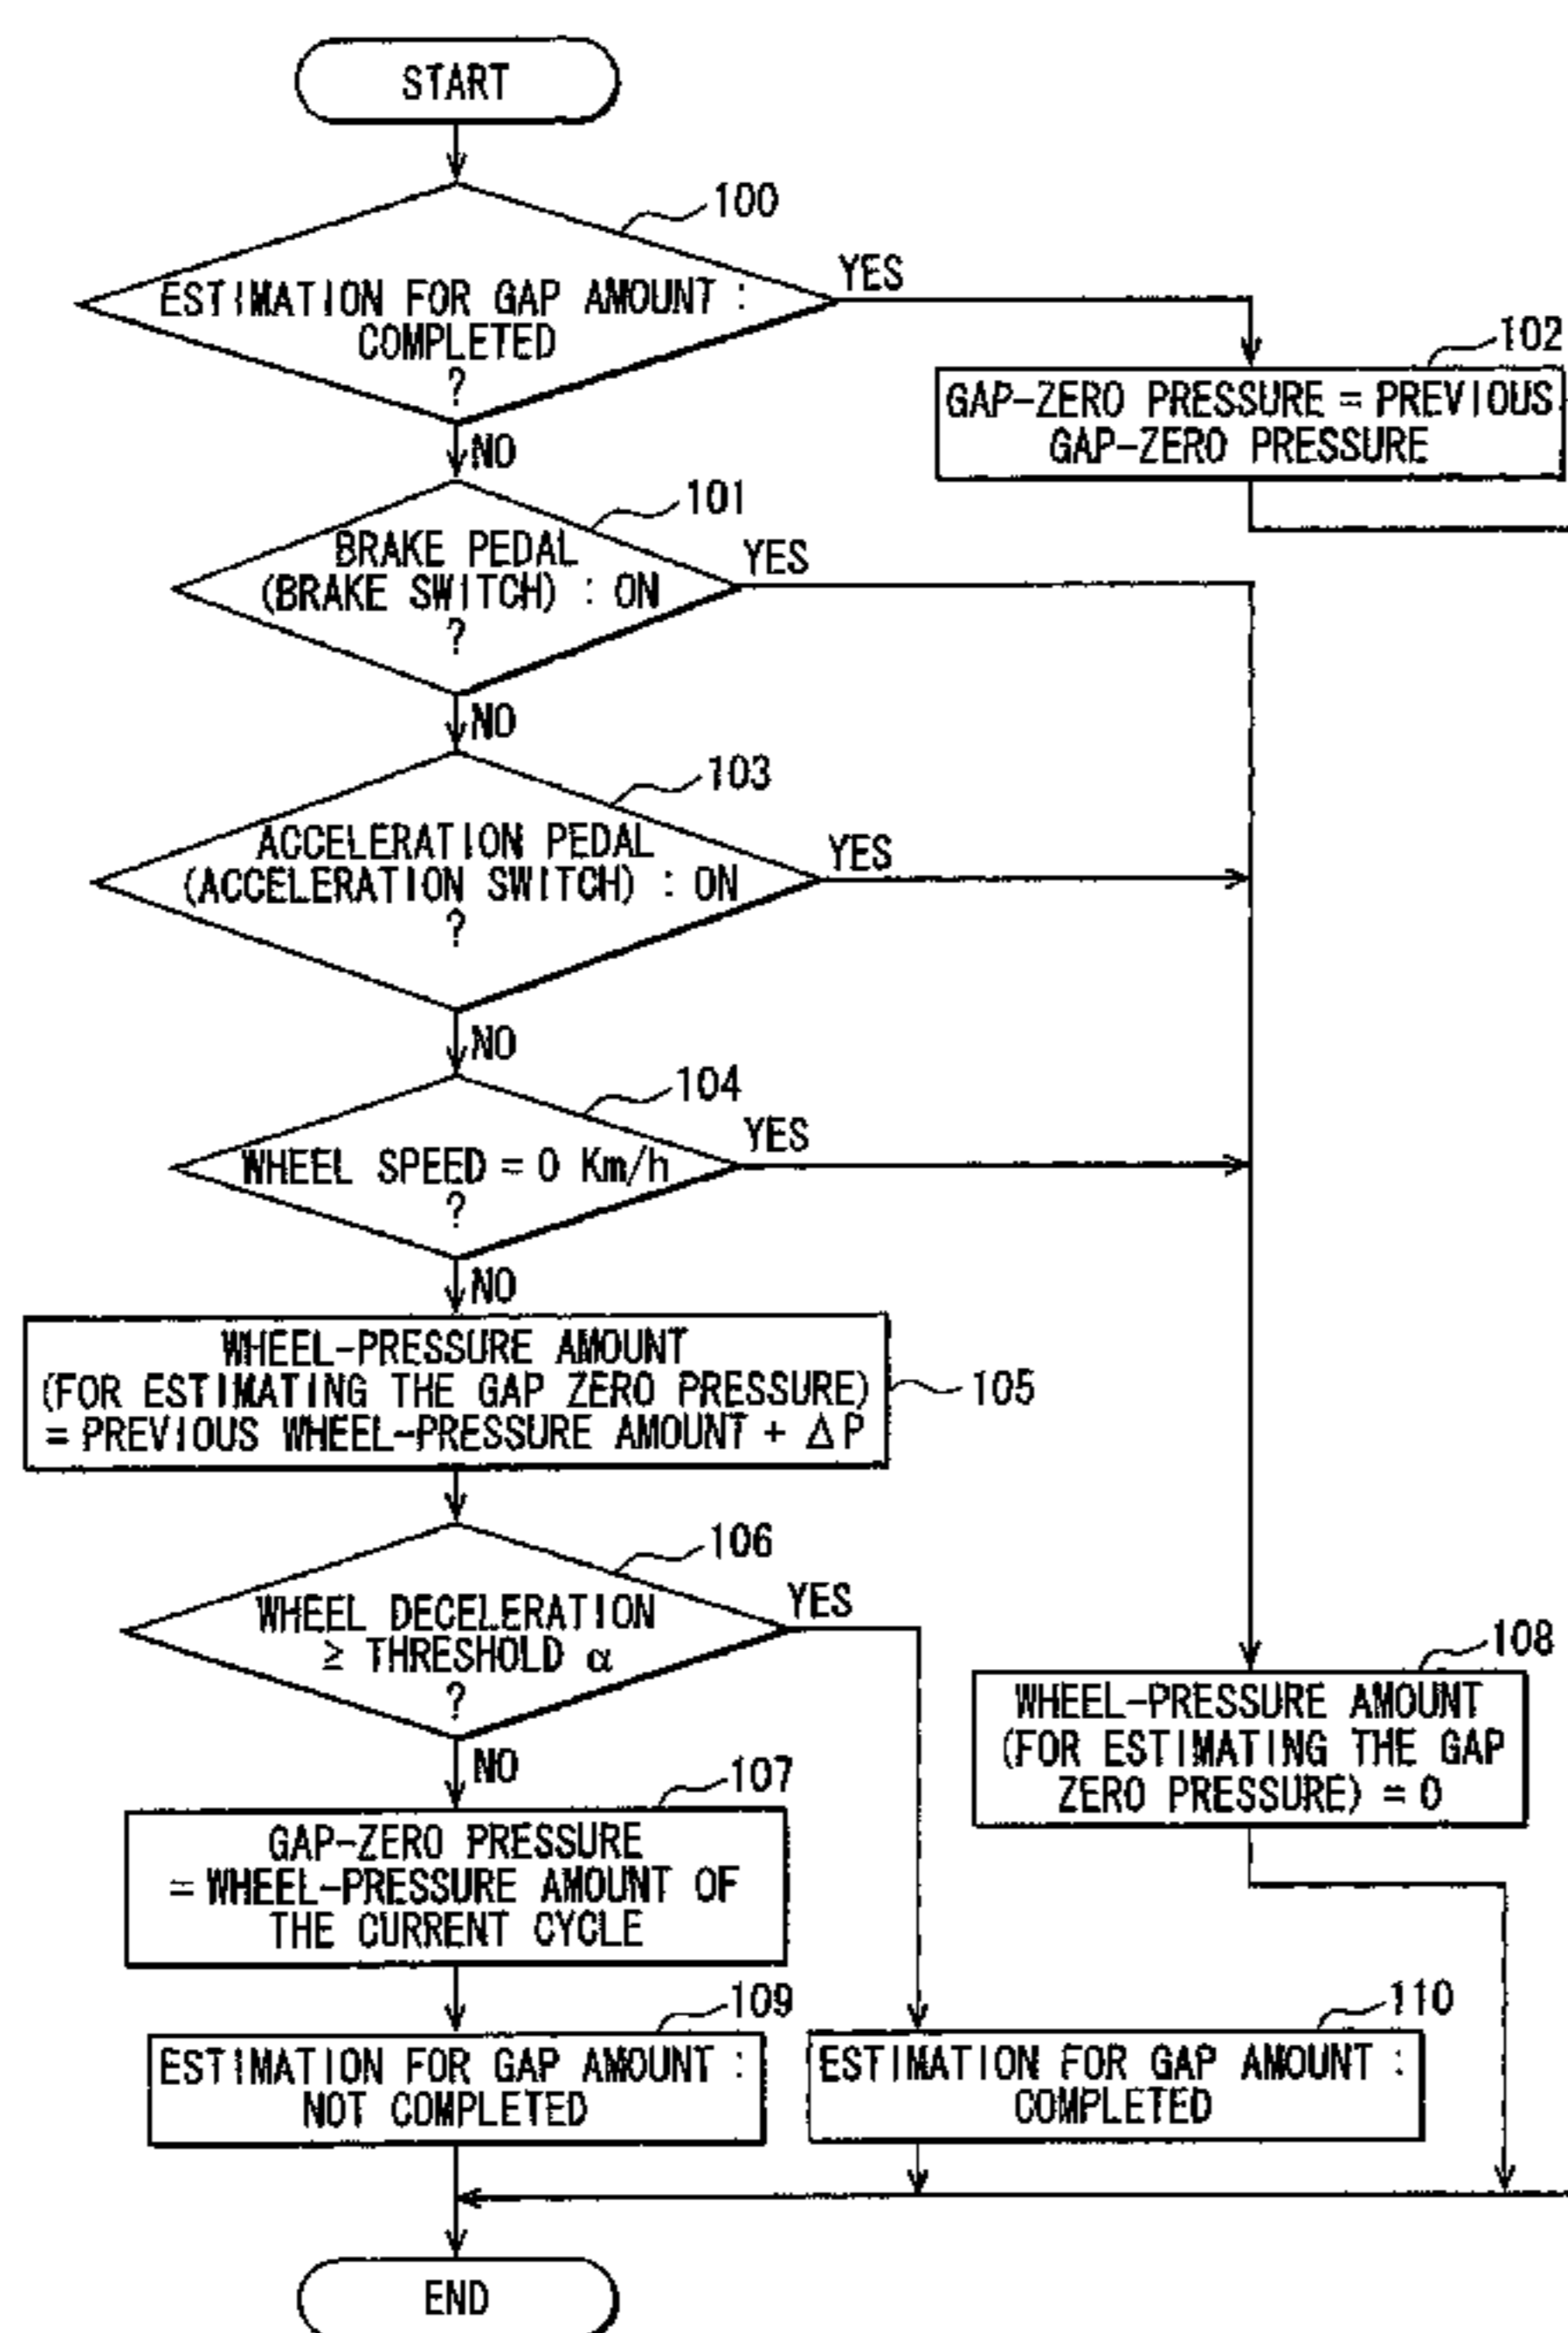 START
100
ESTIMATION FOR GAP AMOUNT :
COMPLETED
?
YES
NO
102
GAP-ZERO PRESSURE = PREVIOUS
GAP-ZERO PRESSURE
101
BRAKE PEDAL
(BRAKE SWITCH) : ON
?
YES
NO
103
ACCELERATION PEDAL
(ACCELERATION SWITCH) : ON
?
YES
NO
104
WHEEL SPEED = 0 Km/h
?
YES
NO
WHEEL-PRESSURE AMOUNT
(FOR ESTIMATING THE GAP ZERO PRESSURE)
= PREVIOUS WHEEL-PRESSURE AMOUNT + ΔP
105
106
WHEEL DECELERATION
≥ THRESHOLD α
?
YES
NO
108
WHEEL-PRESSURE AMOUNT
(FOR ESTIMATING THE GAP
ZERO PRESSURE) = 0
107
GAP-ZERO PRESSURE
= WHEEL-PRESSURE AMOUNT OF
THE CURRENT CYCLE
109
ESTIMATION FOR GAP AMOUNT :
NOT COMPLETED
110
ESTIMATION FOR GAP AMOUNT :
COMPLETED
END